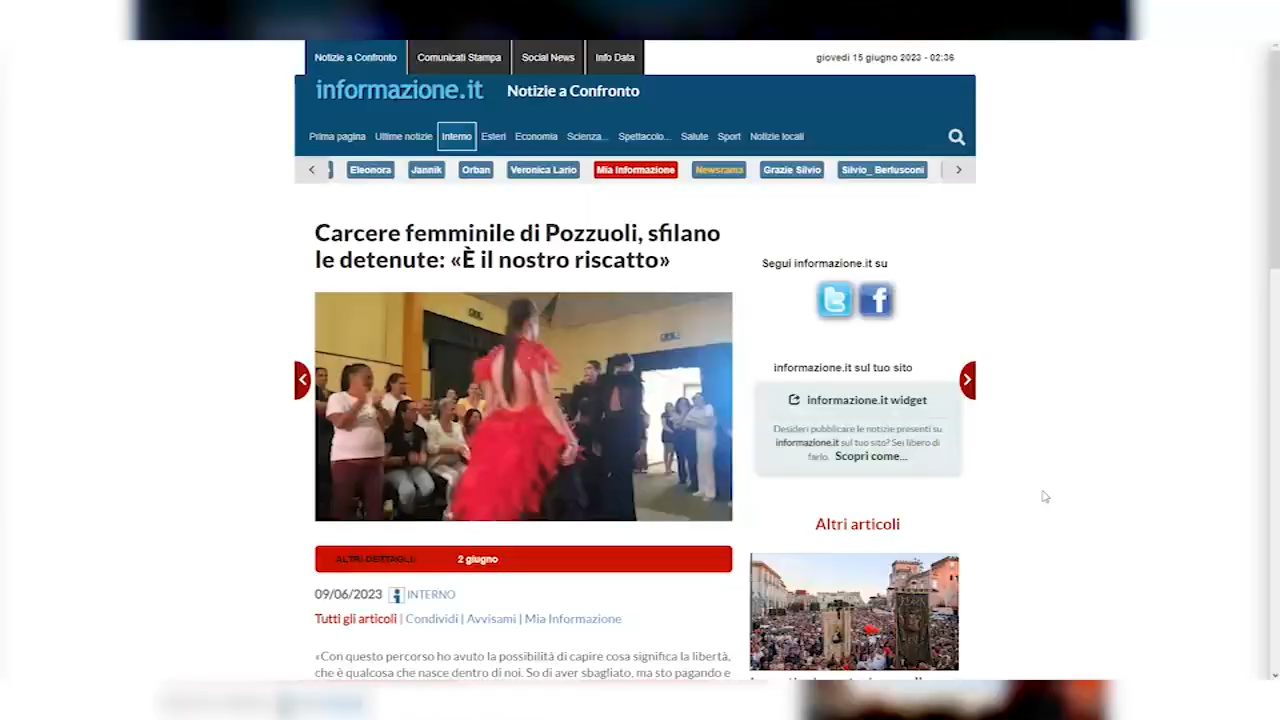 Notizie a Confronto
Comunicati Stampa
Social News
Info Data
giovedì 15 giugno 2023 - 02:36
informazione.it
Notizie a Confronto
Prima pagina
Ultime notizie
Interno
Esteri
Economia
Scienza...
Spettacolo...
Salute
Sport
Notizie locali
Eleonora
Jannik
Orban
Veronica Lario
Mia Informazione
Newsrama
Grazie Silvio
Silvio_ Berlusconi
Carcere femminile di Pozzuoli, sfilano
le detenute: «È il nostro riscatto»
Segui informazione.it su
informazione.it sul tuo sito
informazione.it widget
Desideri pubblicare le notizie presenti su
informazione.it sul tuo sito? Sei libero di
farlo. Scopri come...
Altri articoli
ALTRI DETTAGLI:
2 giugno
09/06/2023 INTERNO
Tutti gli articoli | Condividi | Avvisami | Mia Informazione
«Con questo percorso ho avuto la possibilità di capire cosa significa la libertà,
che è qualcosa che nasce dentro di noi. So di aver sbagliato, ma sto pagando e